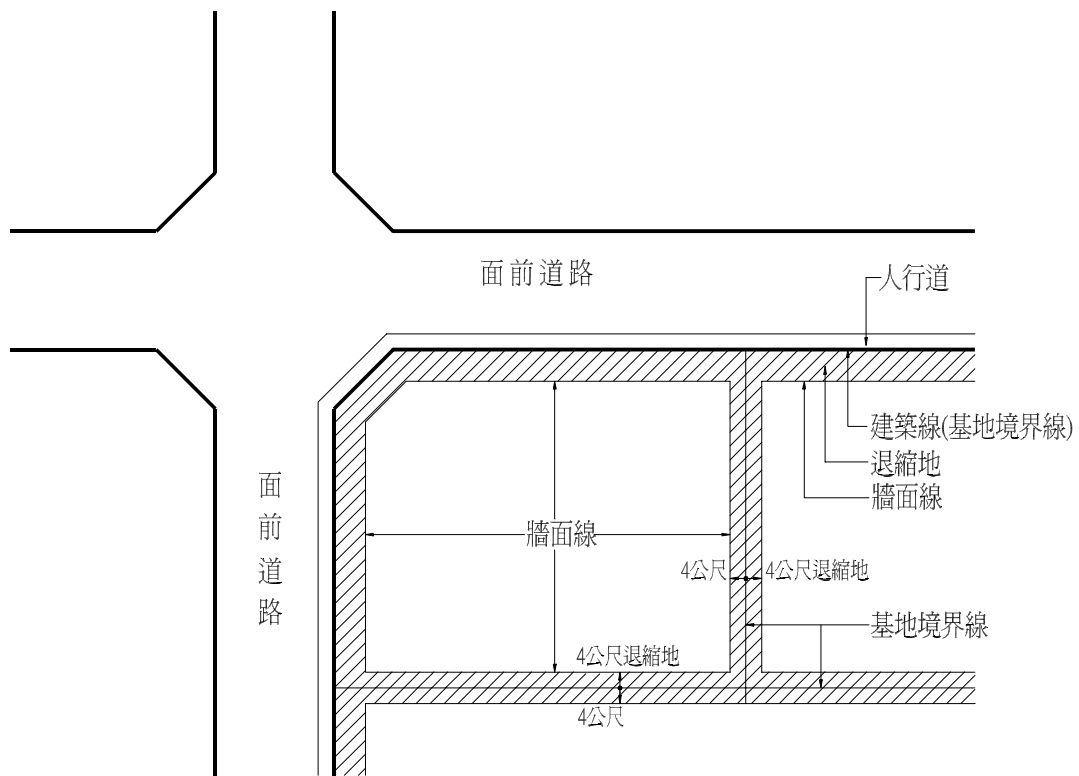 面前道路
人行道
建築線(基地境界線)
退縮地
牆面線
面前道路
牆面線
4公尺
4公尺退縮地
基地境界線
4公尺退縮地
4公尺